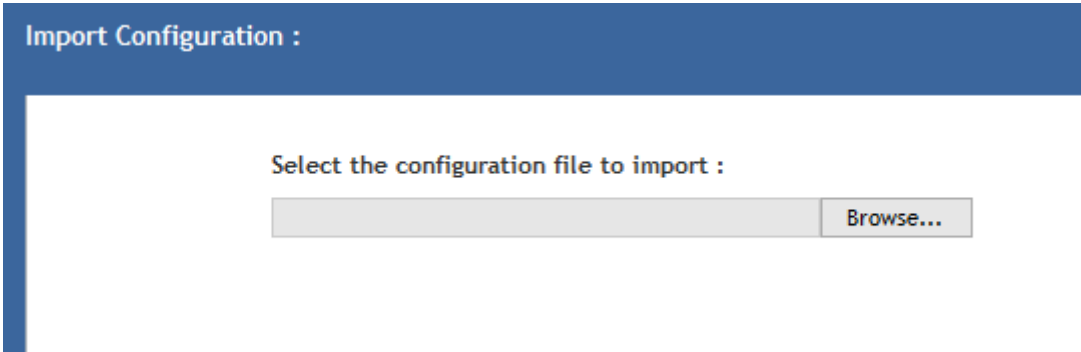 Import Configuration :
Select the configuration file to import :
Browse...